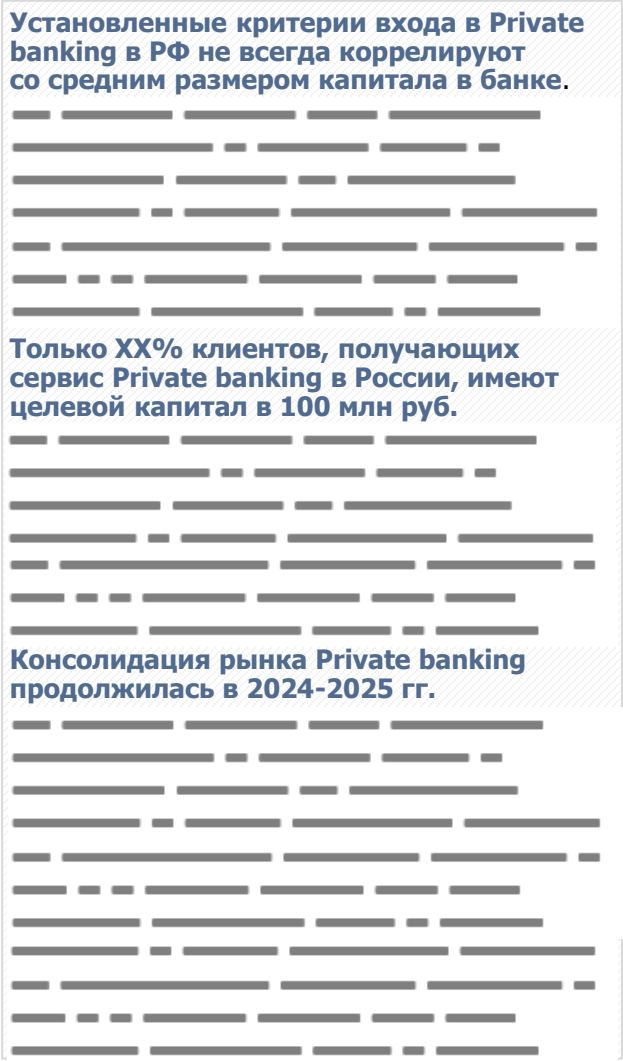 Установленные критерии входа в Private
banking в РФ не всегда коррелируют
со средним размером капитала в банке.
Только XX% клиентов, получающих
сервис Private banking в России, имеют
целевой капитал в 100 млн руб.
Консолидация рынка Private banking
продолжилась в 2024-2025 гг.